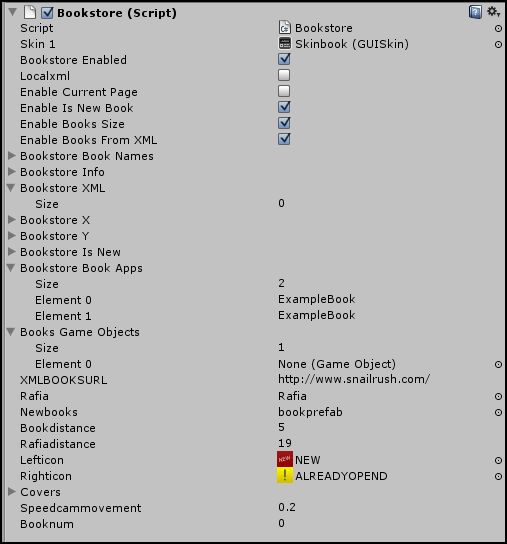 Bookstore (Script)
Script Bookstore
Skin 1 Skinbook (GUISkin)
Bookstore Enabled
Localxml
Enable Current Page
Enable Is New Book
Enable Books Size
Enable Books From XML
Bookstore Book Names
Bookstore Info
Bookstore XML
Size 0
Bookstore X
Bookstore Y
Bookstore Is New
Bookstore Book Apps
Size 2
Element 0 ExampleBook
Element 1 ExampleBook
Books Game Objects
Size 1
Element 0 None (Game Object)
XMLBOOKSURL http://www.snailrush.com/
Rafia Rafia
Newbooks bookprefab
Bookdistance 5
Rafiadistance 19
Lefticon NEW NEW
Righticon ! ALREADYOPEND
Covers
Speedcammovement 0.2
Booknum 0